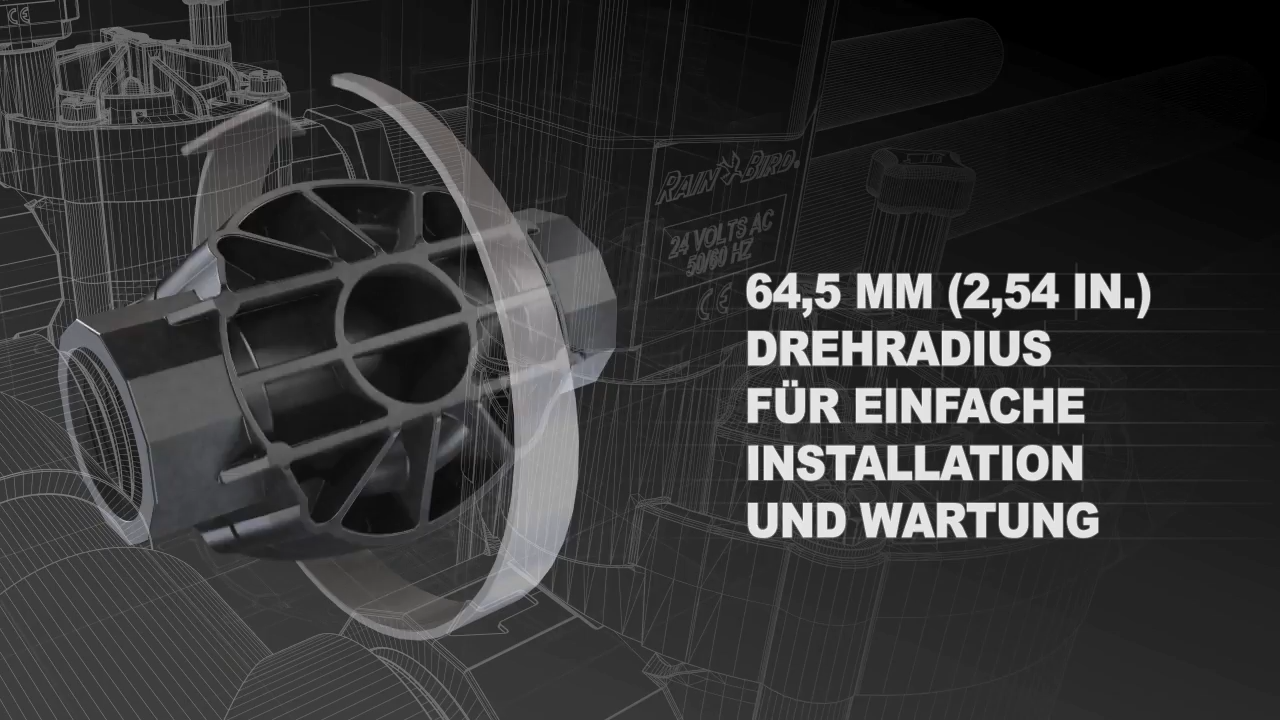 CE
RAIN BIRD.
24 VOLTS AC
50/60 HZ
CE
64,5 MM (2,54 IN.)
DREHRADIUS
FÜR EINFACHE
INSTALLATION
UND WARTUNG